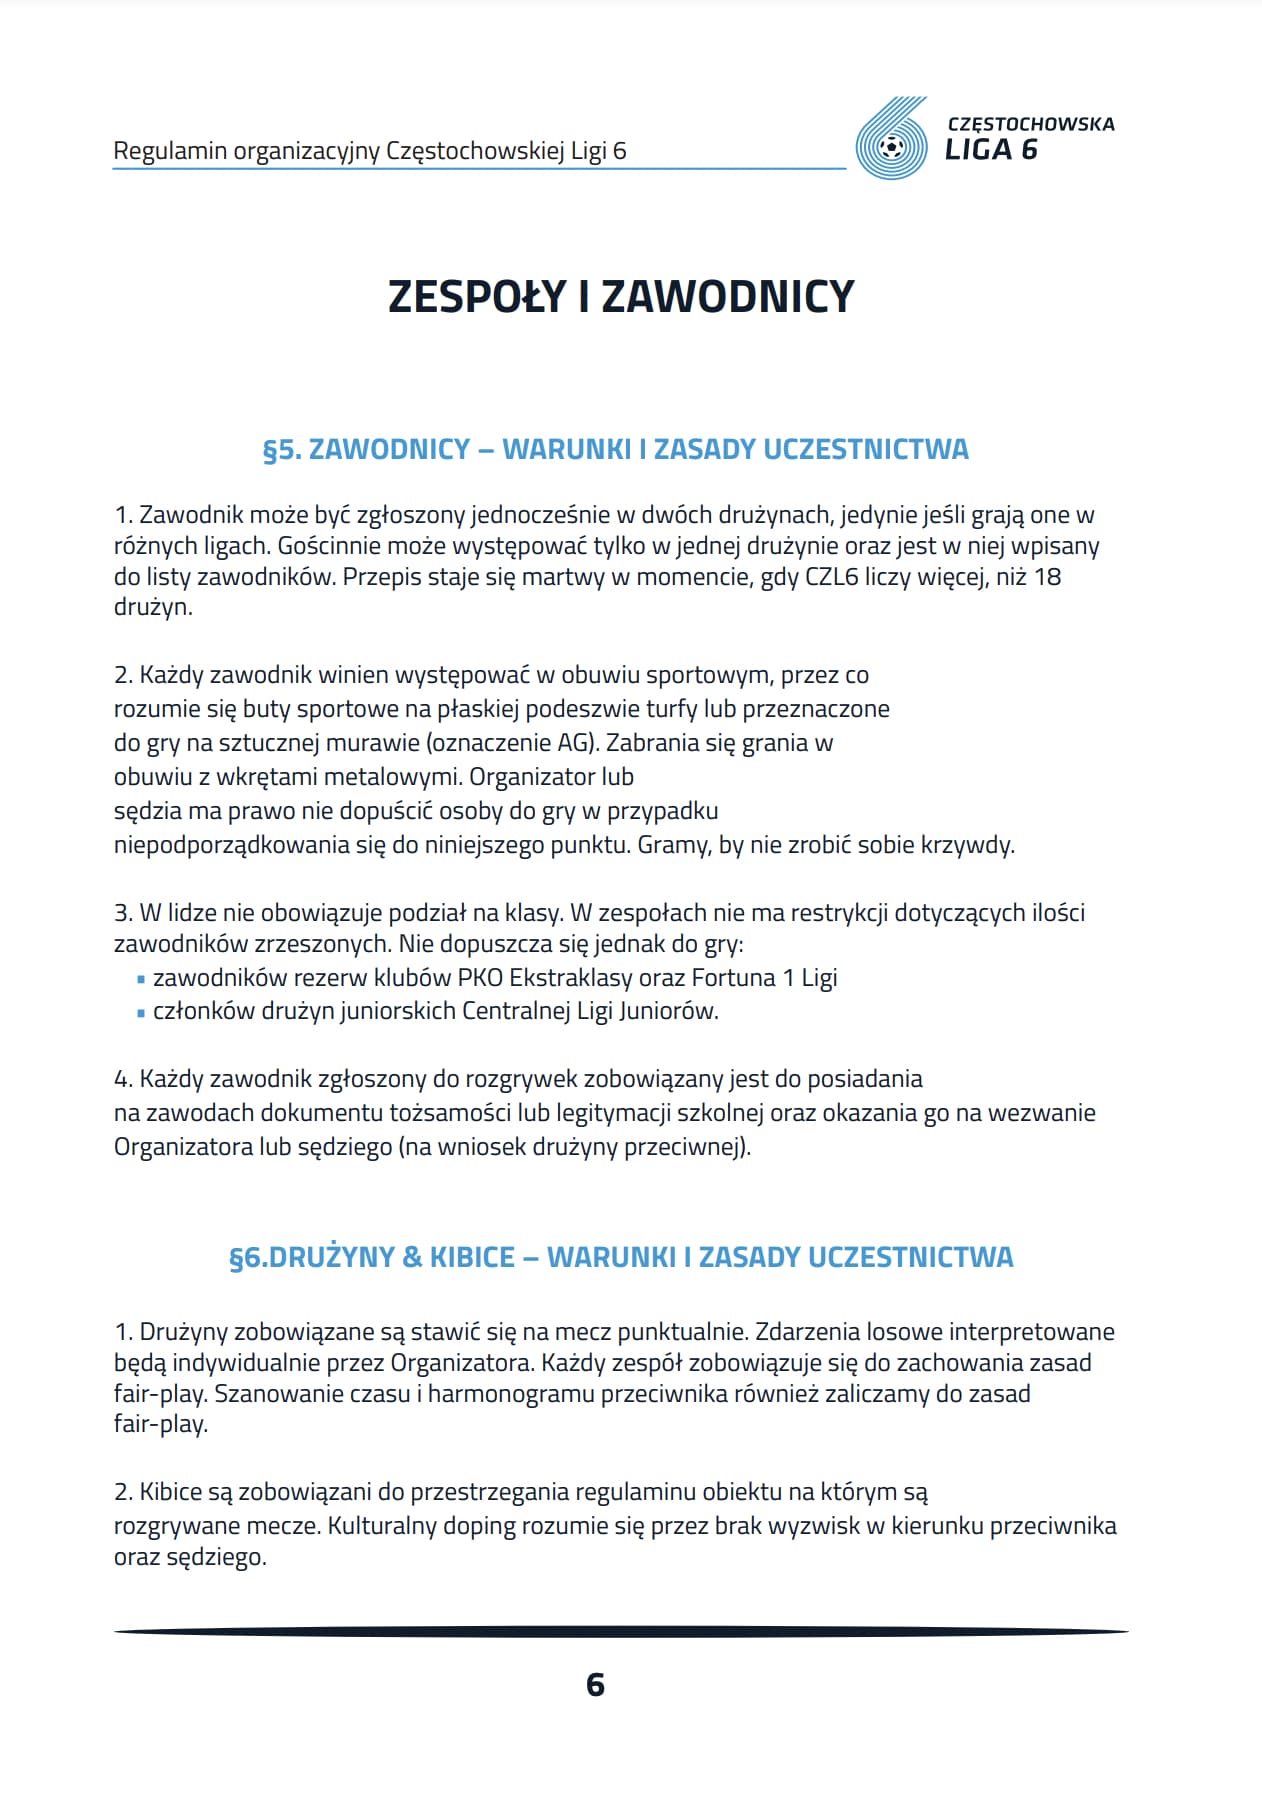 Regulamin organizacyjny Częstochowskiej Ligi 6
CZĘSTOCHOWSKA
LIGA 6
ZESPOŁY I ZAWODNICY
§5. ZAWODNICY – WARUNKI I ZASADY UCZESTNICTWA
1. Zawodnik może być zgłoszony jednocześnie w dwóch drużynach, jedynie jeśli grają one w
różnych ligach. Gościnnie może występować tylko w jednej drużynie oraz jest w niej wpisany
do listy zawodników. Przepis staje się martwy w momencie, gdy CZL6 liczy więcej, niż 18
drużyn.
2. Każdy zawodnik winien występować w obuwiu sportowym, przez co
rozumie się buty sportowe na płaskiej podeszwie turfy lub przeznaczone
do gry na sztucznej murawie (oznaczenie AG). Zabrania się grania w
obuwiu z wkrętami metalowymi. Organizator lub
sędzia ma prawo nie dopuścić osoby do gry w przypadku
niepodporządkowania się do niniejszego punktu. Gramy, by nie zrobić sobie krzywdy.
3. W lidze nie obowiązuje podział na klasy. W zespołach nie ma restrykcji dotyczących ilości
zawodników zrzeszonych. Nie dopuszcza się jednak do gry:
▪ zawodników rezerw klubów PKO Ekstraklasy oraz Fortuna 1 Ligi
▪ członków drużyn juniorskich Centralnej Ligi Juniorów.
4. Każdy zawodnik zgłoszony do rozgrywek zobowiązany jest do posiadania
na zawodach dokumentu tożsamości lub legitymacji szkolnej oraz okazania go na wezwanie
Organizatora lub sędziego (na wniosek drużyny przeciwnej).
§6.DRUŻYNY & KIBICE – WARUNKI I ZASADY UCZESTNICTWA
1. Drużyny zobowiązane są stawić się na mecz punktualnie. Zdarzenia losowe interpretowane
będą indywidualnie przez Organizatora. Każdy zespół zobowiązuje się do zachowania zasad
fair-play. Szanowanie czasu i harmonogramu przeciwnika również zaliczamy do zasad
fair-play.
2. Kibice są zobowiązani do przestrzegania regulaminu obiektu na którym są
rozgrywane mecze. Kulturalny doping rozumie się przez brak wyzwisk w kierunku przeciwnika
oraz sędziego.
6